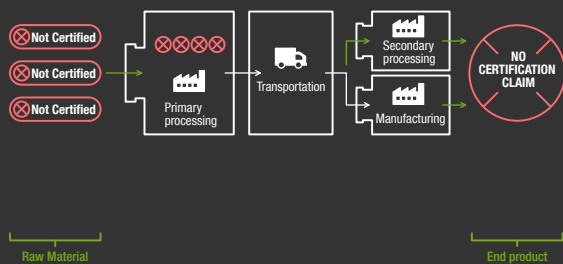 Not Certified
Not Certified
Not Certified
Primary
processing
Transportation
Secondary
processing
Manufacturing
NO
CERTIFICATION
CLAIM
Raw Material
End product